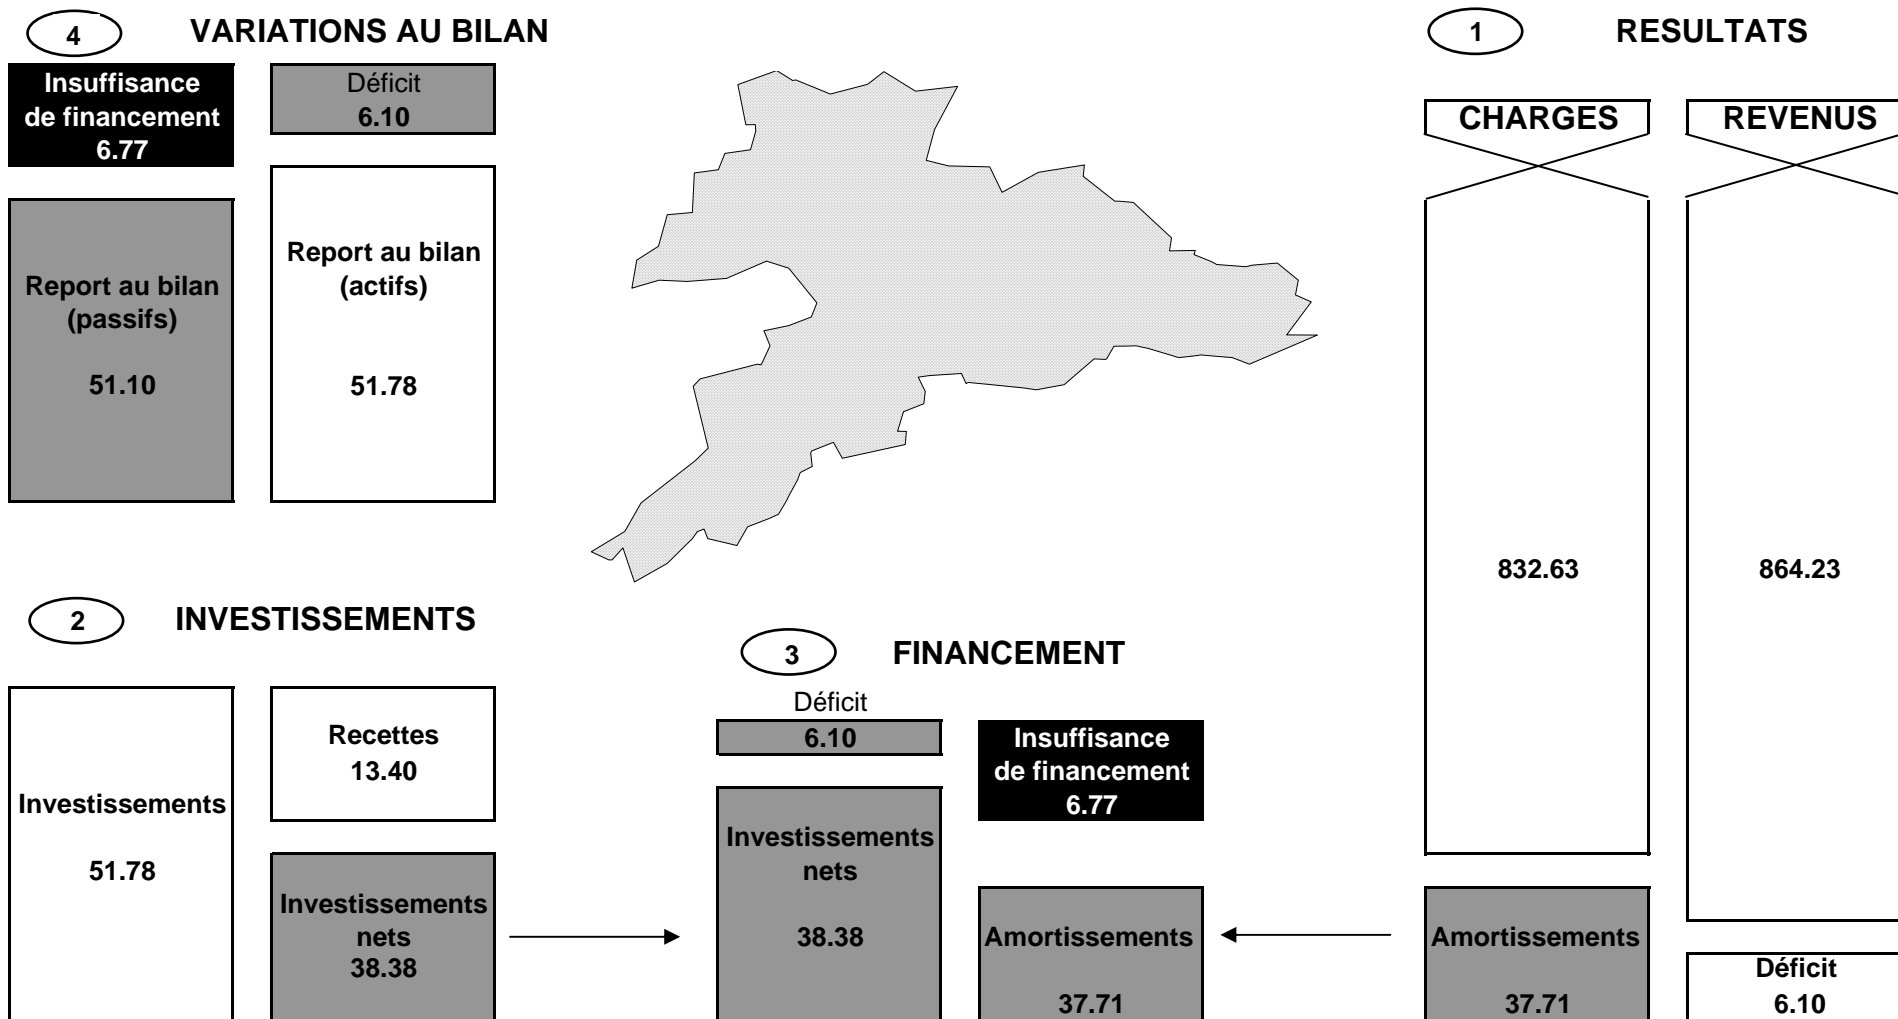 4
VARIATIONS AU BILAN
Insuffisance
de financement
6.77
Déficit
6.10
Report au bilan
(passifs)
51.10
Report au bilan
(actifs)
51.78
1
RESULTATS
CHARGES
REVENUS
832.63
864.23
2
INVESTISSEMENTS
Investissements
51.78
Recettes
13.40
Investissements
nets
38.38
3
FINANCEMENT
Déficit
6.10
Investissements
nets
38.38
Insuffisance
de financement
6.77
Amortissements
37.71
Amortissements
37.71
Déficit
6.10